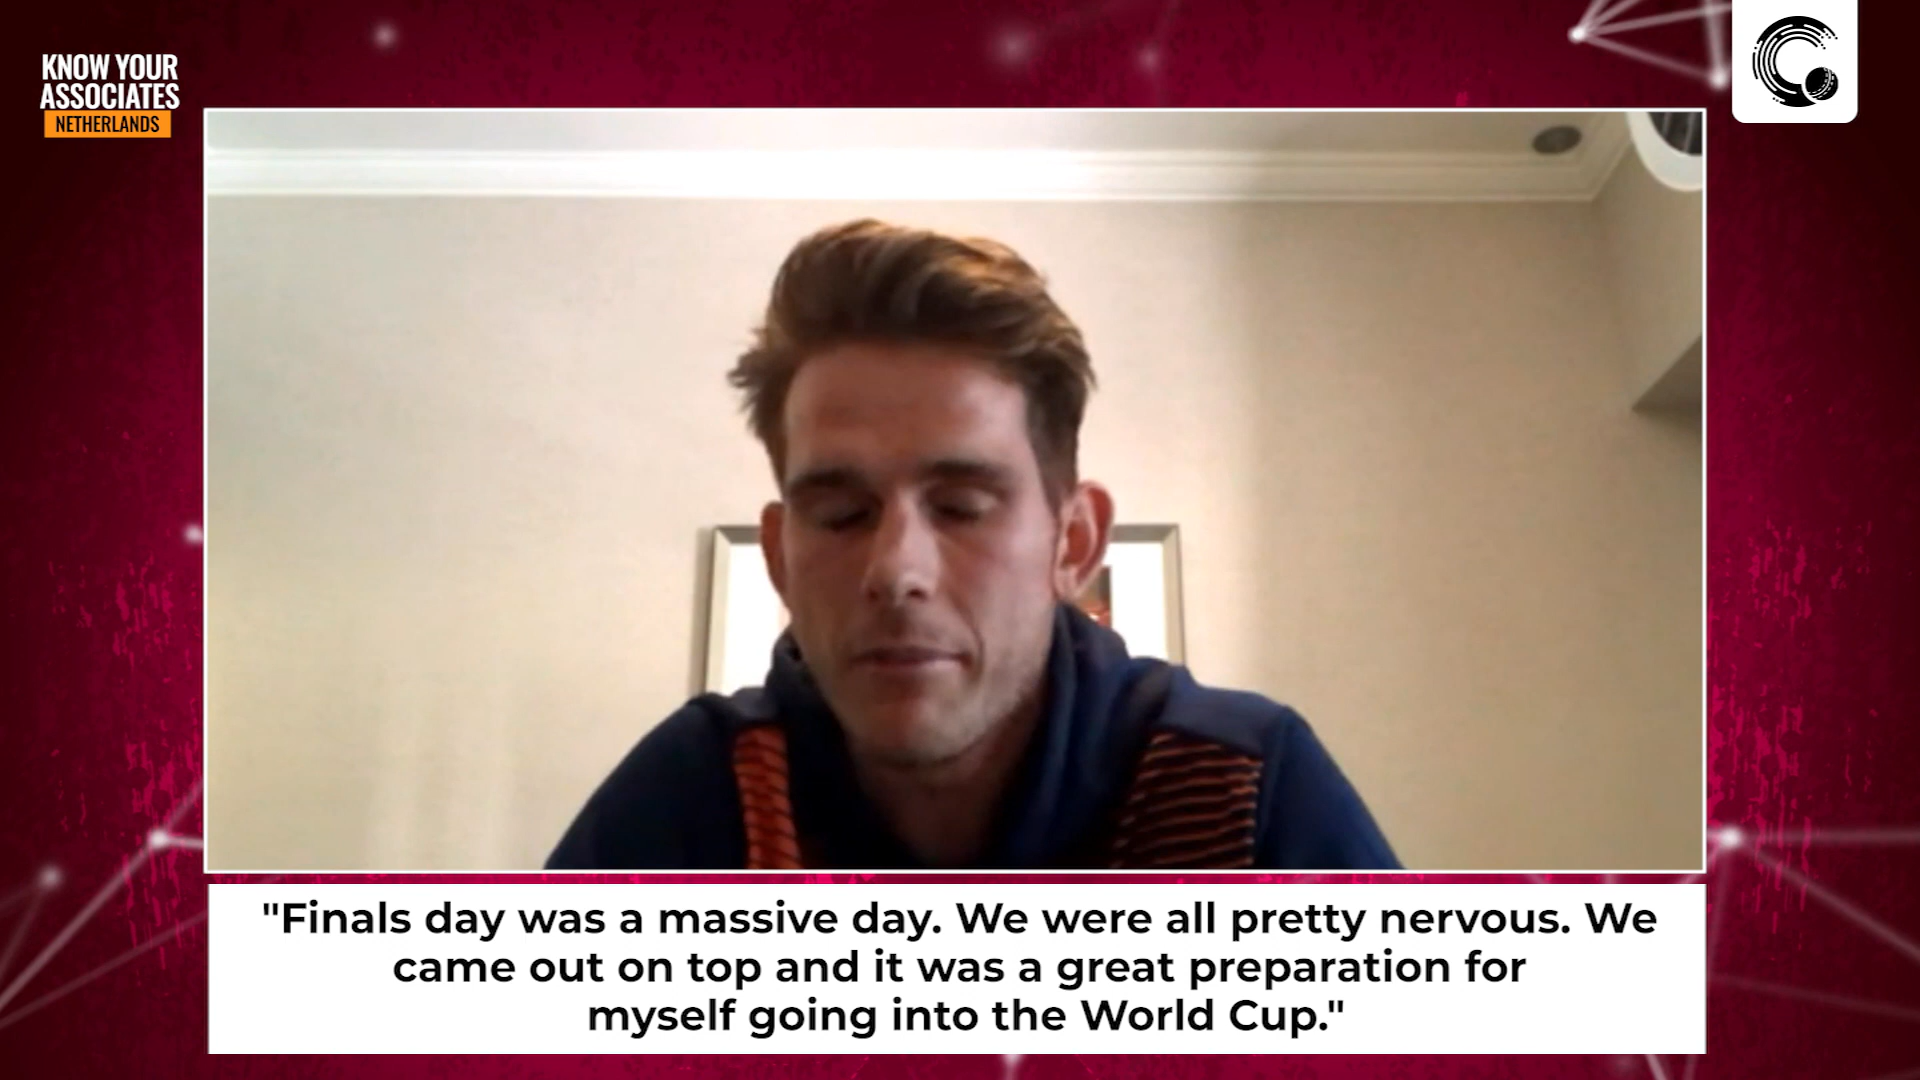 KNOW YOUR
ASSOCIATES
NETHERLANDS
"Finals day was a massive day. We were all pretty nervous. We
came out on top and it was a great preparation for
myself going into the World Cup."